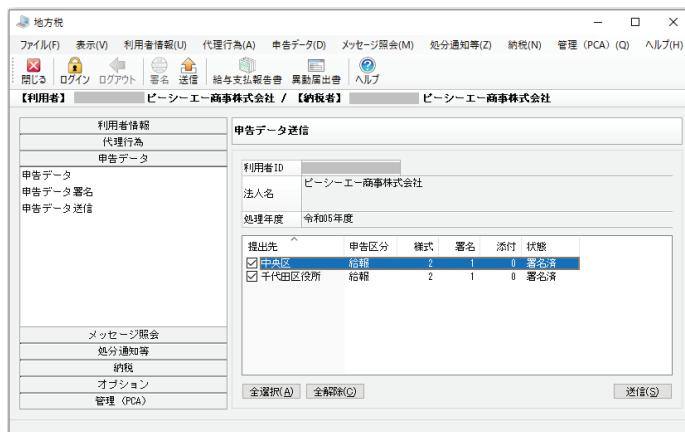 地方税
ファイル(F) 表示(V) 利用者情報(U) 代理行為(A) 申告データ(D) メッセージ照会(M) 処分通知等(Z) 納税(N) 管理（PCA）(Q) ヘルプ(H)
閉じる ログイン ログアウト 署名 送信 給与支払報告書 異動届出書 ヘルプ
【利用者】 ピーシーエー商事株式会社 / 【納税者】 ピーシーエー商事株式会社
利用者情報
代理行為
申告データ
申告データ
申告データ署名
申告データ送信
メッセージ照会
処分通知等
納税
オプション
管理（PCA）
申告データ送信
利用者ID
法人名 ピーシーエー商事株式会社
処理年度 令和05年度
提出先 申告区分 様式 署名 添付 状態
中央区 給報 2 1 0 署名済
千代田区役所 給報 2 1 0 署名済
全選択(A) 全解除(C) 送信(S)